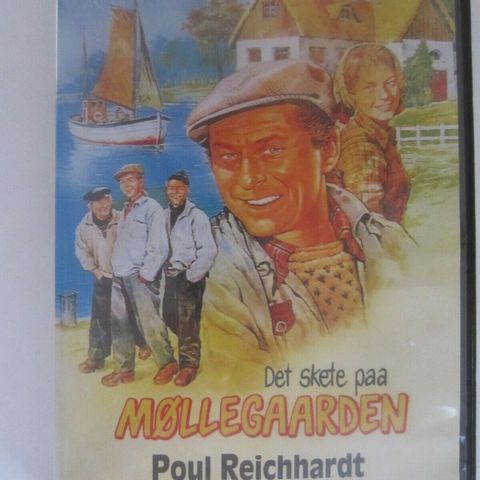 Det skete paa
MØLLEGAARDEN
Poul Reichhardt